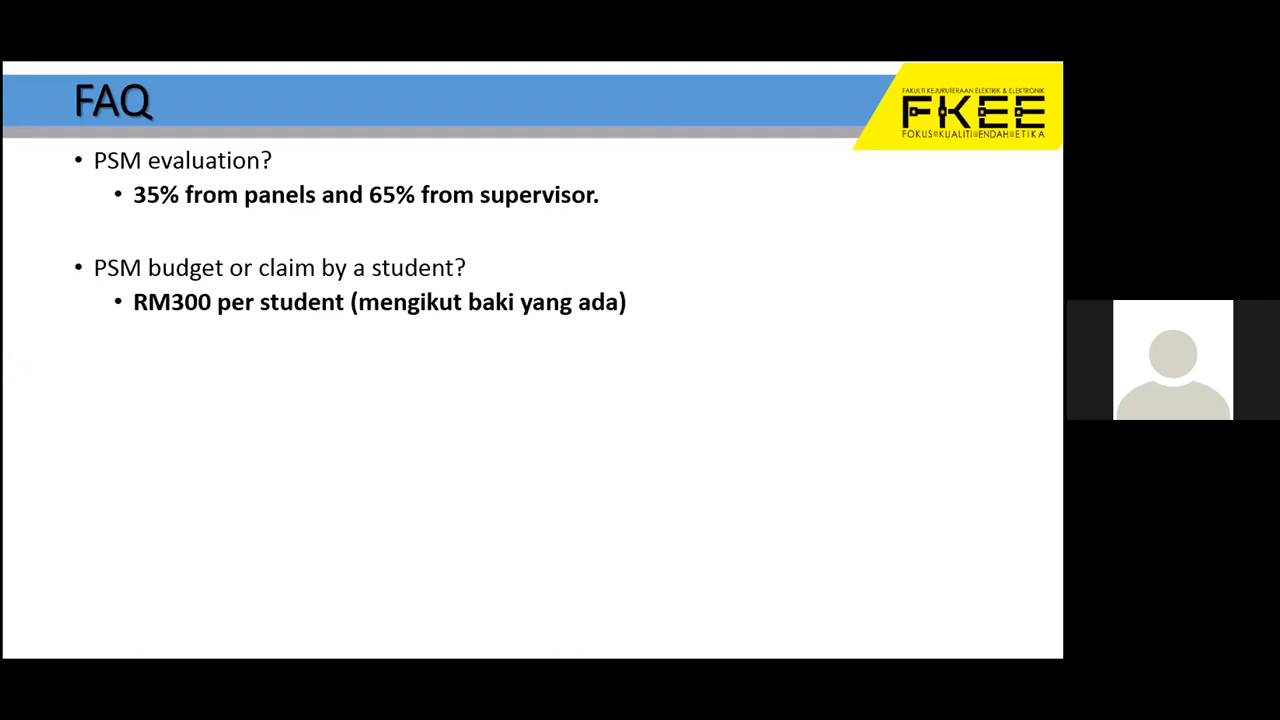 FAQ
FAKULTI KEJURUTERAAN ELEKTRIK & ELEKTRONIK
FKEE
FOKUS KUALITI ENDAH ETIKA
• PSM evaluation?
• 35% from panels and 65% from supervisor.
• PSM budget or claim by a student?
• RM300 per student (mengikut baki yang ada)